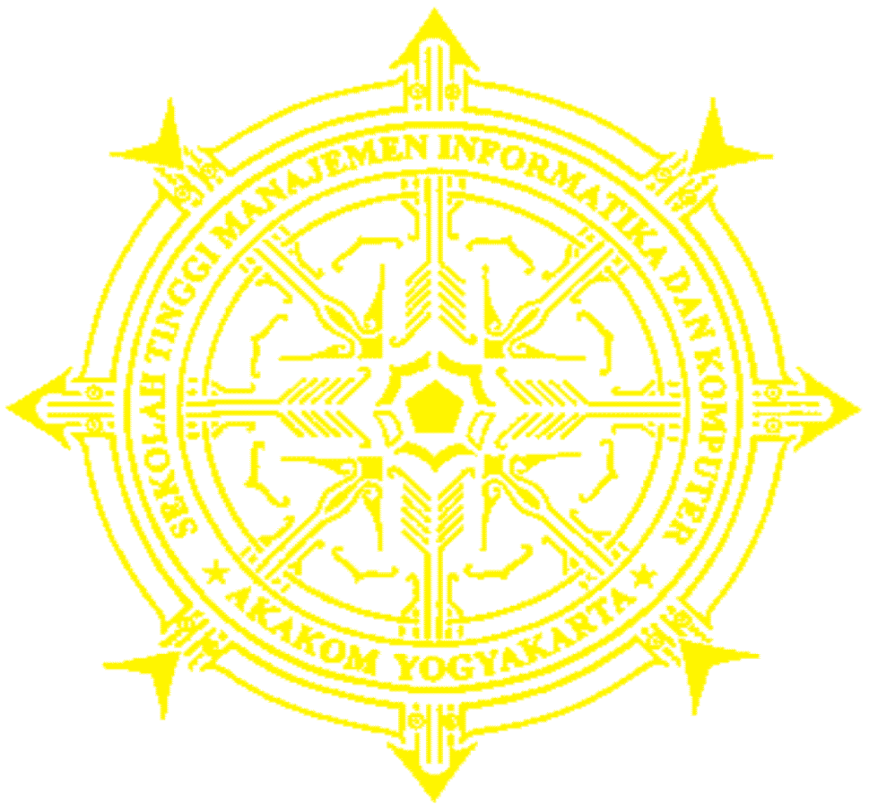 SEKOLAH TINGGI MANAJEMEN INFORMATIKA DAN KOMPUTER
AKAKOM YOGYAKARTA